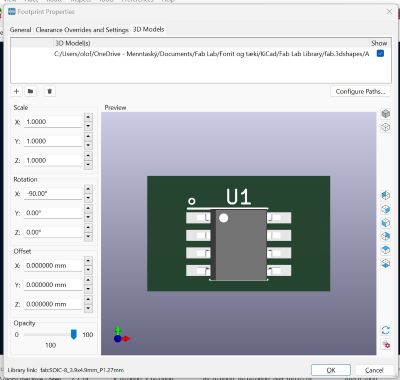 Footprint Properties
General Clearance Overrides and Settings 3D Models
3D Model(s) Show
C:/Users/olof/OneDrive - Menntaský/Documents/Fab Lab/Forrit og tæki/KiCad/Fab Lab Library/fab.3dshapes/A
Configure Paths...
Scale
X: 1.0000
Y: 1.0000
Z: 1.0000
Rotation
X: -90.00°
Y: 0.00°
Z: 0.00°
Offset
X: 0.000000 mm
Y: 0.000000 mm
Z: 0.000000 mm
Opacity
0 100
100
Preview
U1
Library link: fab:SOIC-8_3.9x4.9mm_P1.27mm
OK Cancel